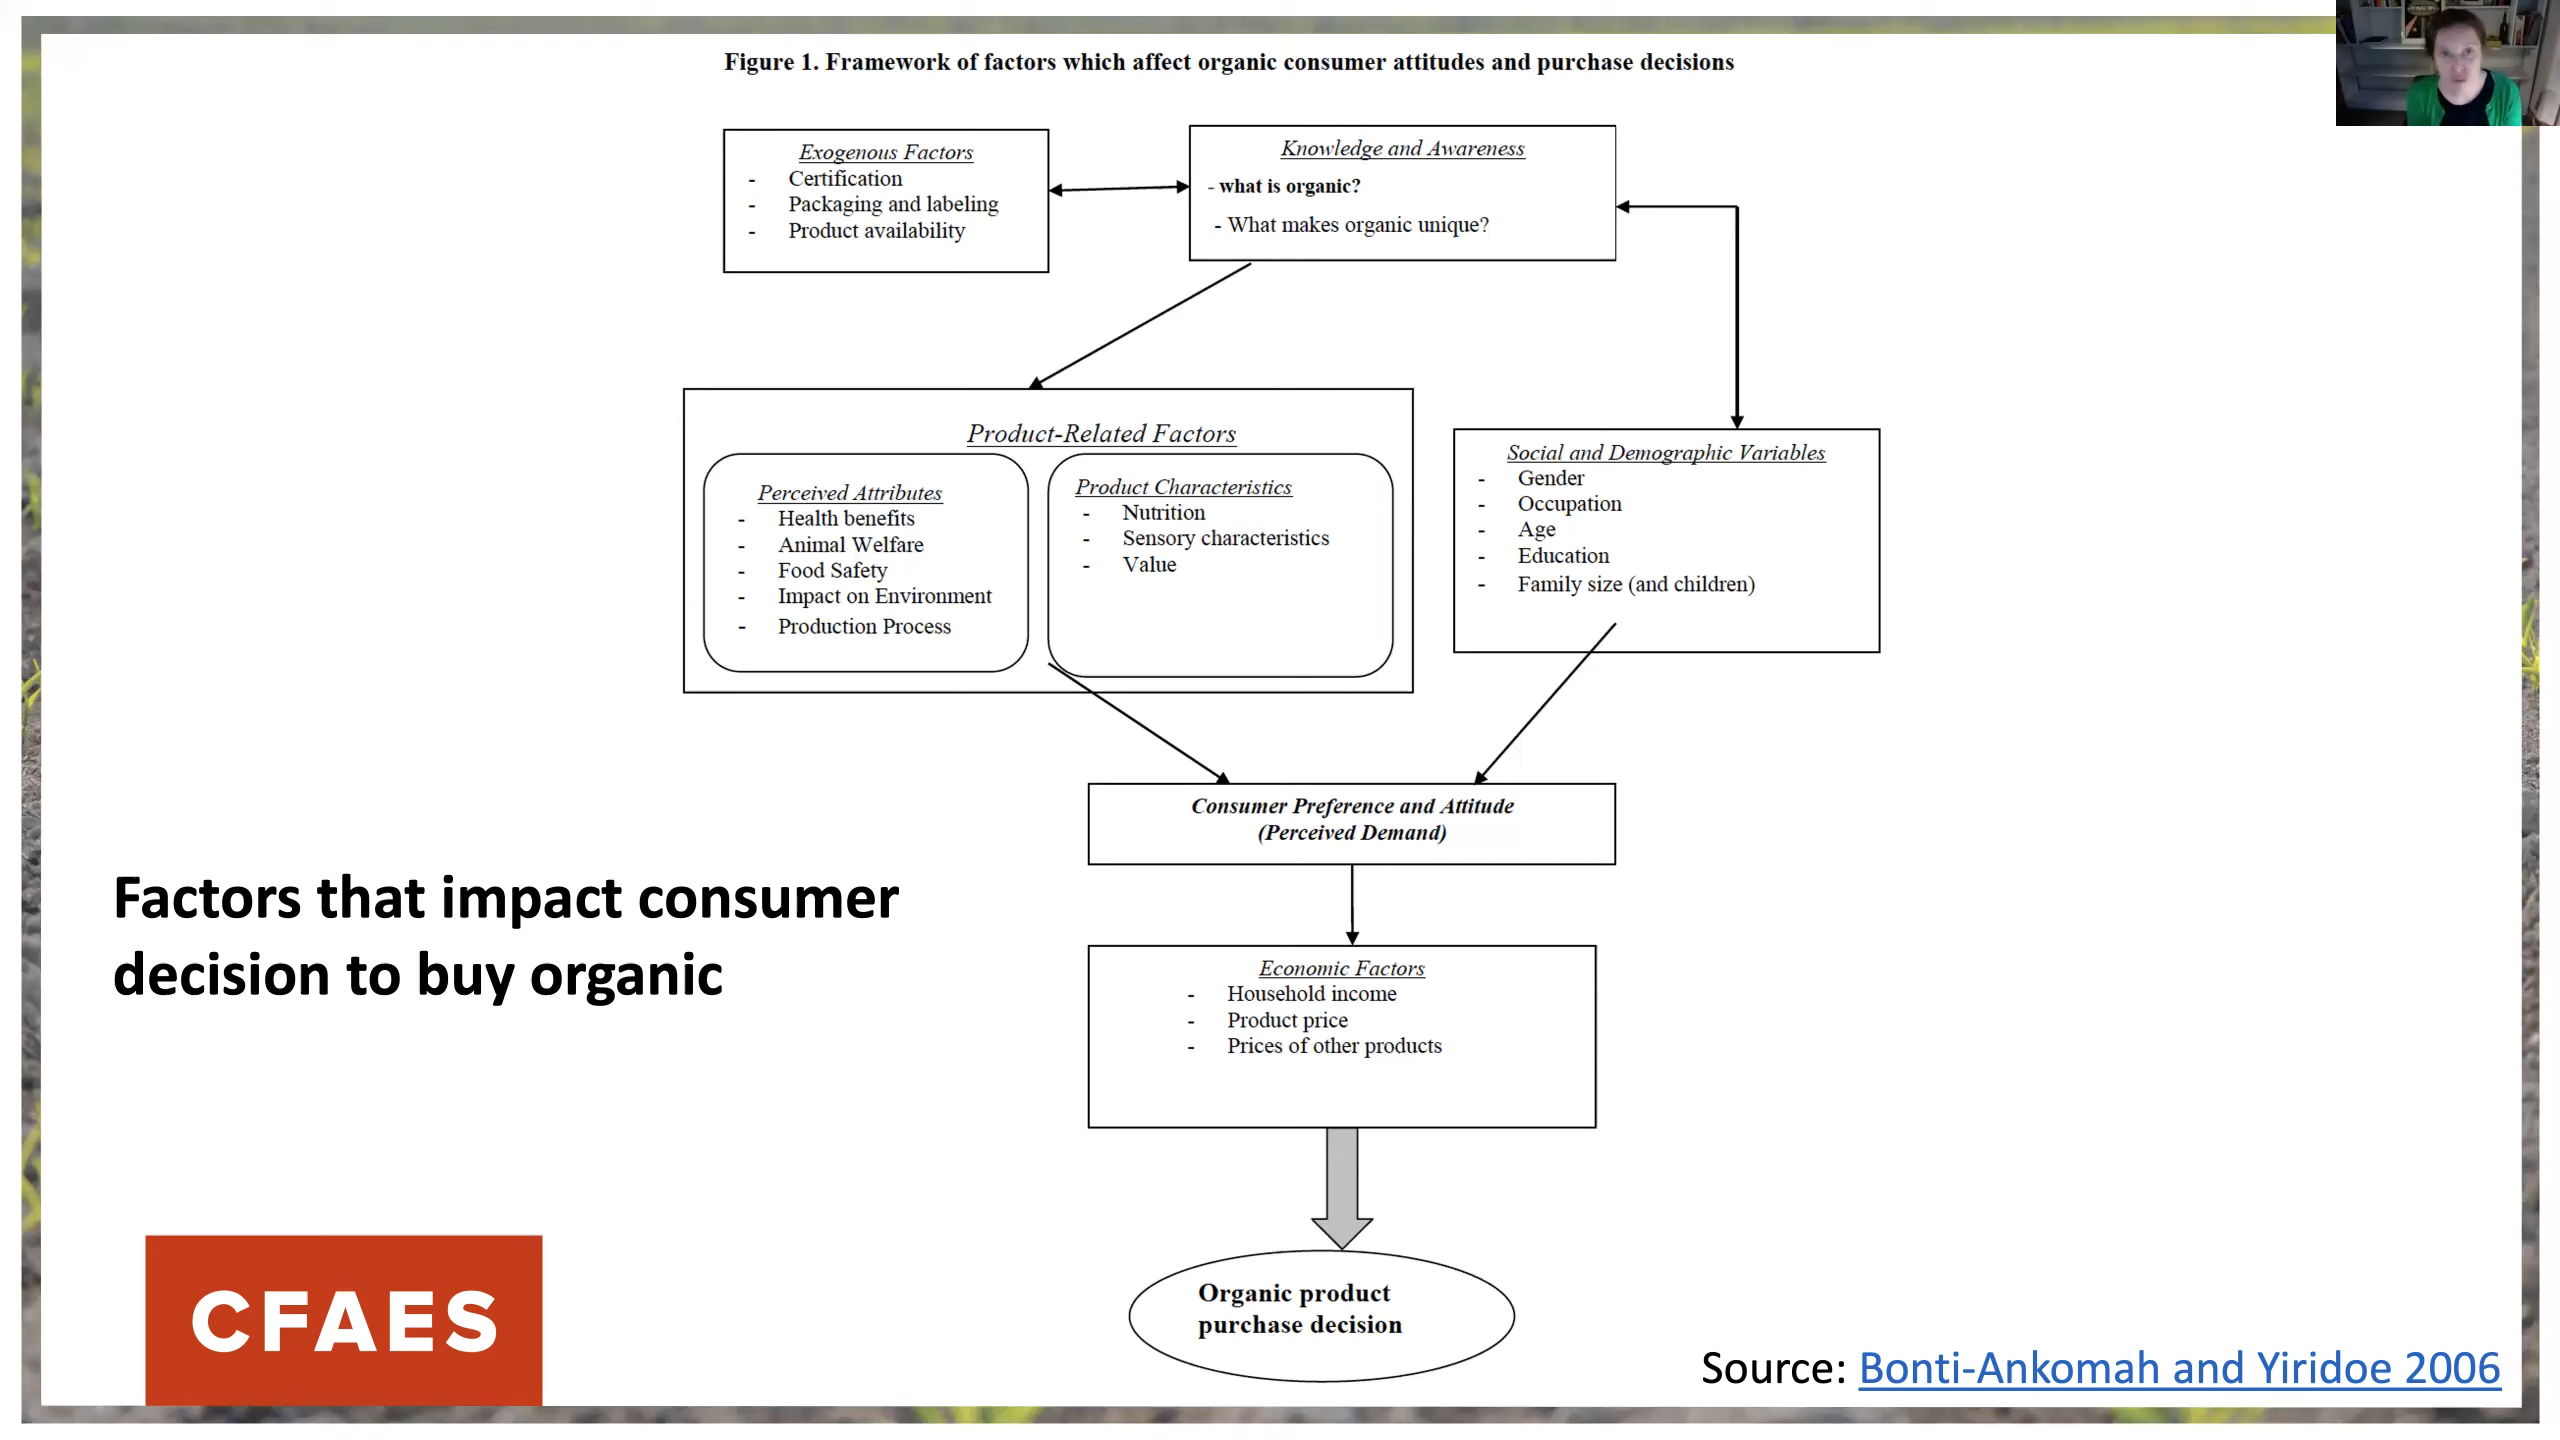 Figure 1. Framework of factors which affect organic consumer attitudes and purchase decisions
Exogenous Factors
- Certification
- Packaging and labeling
- Product availability
Knowledge and Awareness
- what is organic?
- What makes organic unique?
Product-Related Factors
Perceived Attributes
- Health benefits
- Animal Welfare
- Food Safety
- Impact on Environment
- Production Process
Product Characteristics
- Nutrition
- Sensory characteristics
- Value
Social and Demographic Variables
- Gender
- Occupation
- Age
- Education
- Family size (and children)
Consumer Preference and Attitude
(Perceived Demand)
Factors that impact consumer
decision to buy organic
Economic Factors
- Household income
- Product price
- Prices of other products
Organic product
purchase decision
CFAES
Source: Bonti-Ankomah and Yiridoe 2006